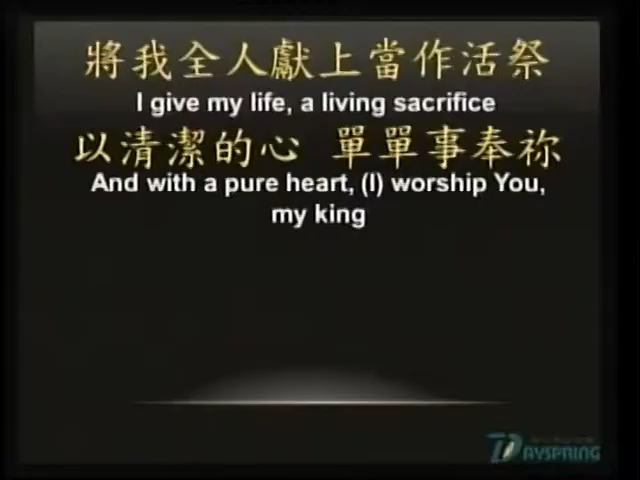 將我全人獻上當作活祭
I give my life, a living sacrifice
以清潔的心 單單事奉祢
And with a pure heart, (I) worship You,
my king
DAYSPRING